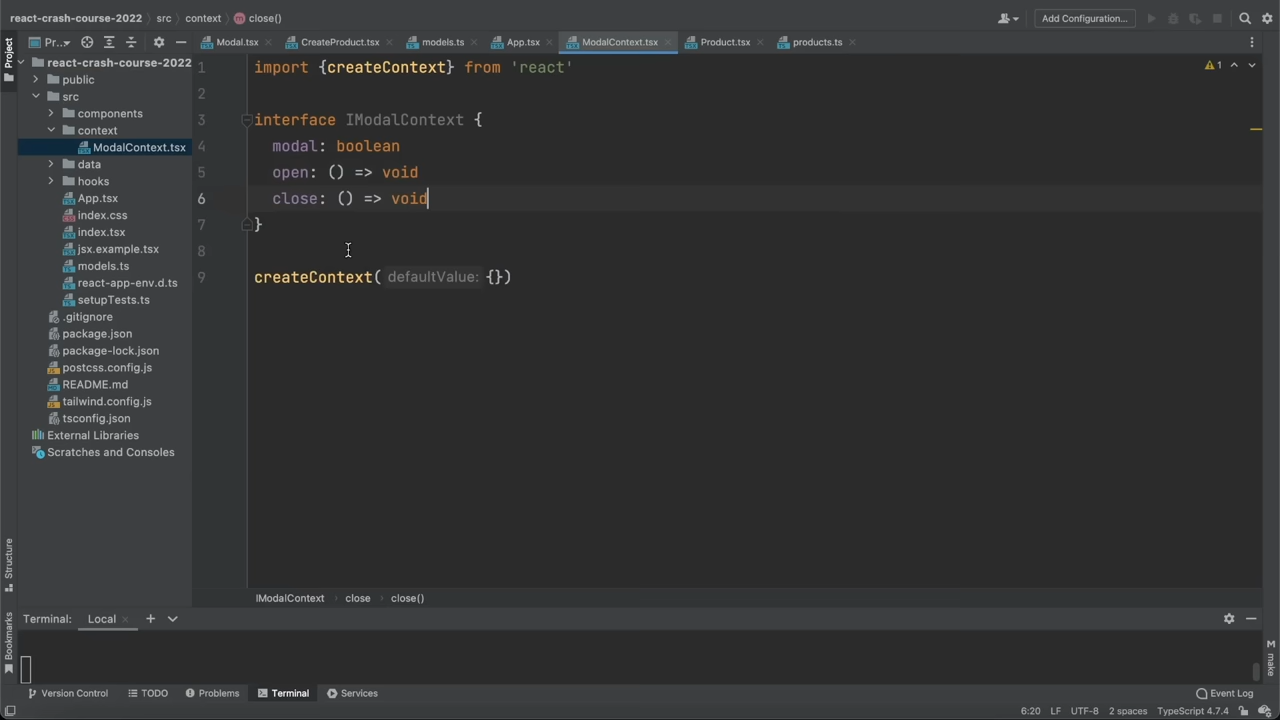 react-crash-course-2022 › src › context › m close()
Add Configuration...
Project
Pr...
Modal.tsx
CreateProduct.tsx
models.ts
App.tsx
ModalContext.tsx
Product.tsx
products.ts
react-crash-course-2022
public
src
components
context
ModalContext.tsx
data
hooks
App.tsx
index.css
index.tsx
jsx.example.tsx
models.ts
react-app-env.d.ts
setupTests.ts
.gitignore
package.json
package-lock.json
postcss.config.js
README.md
tailwind.config.js
tsconfig.json
External Libraries
Scratches and Consoles
1 import {createContext} from 'react'
2
3 interface IModalContext {
4 modal: boolean
5 open: () => void
6 close: () => void
7 }
8
9 createContext( defaultValue: {})
1
IModalContext › close › close()
Structure
Bookmarks
make
Terminal: Local
Version Control
TODO
Problems
Terminal
Services
Event Log
6:20 LF UTF-8 2 spaces TypeScript 4.7.4